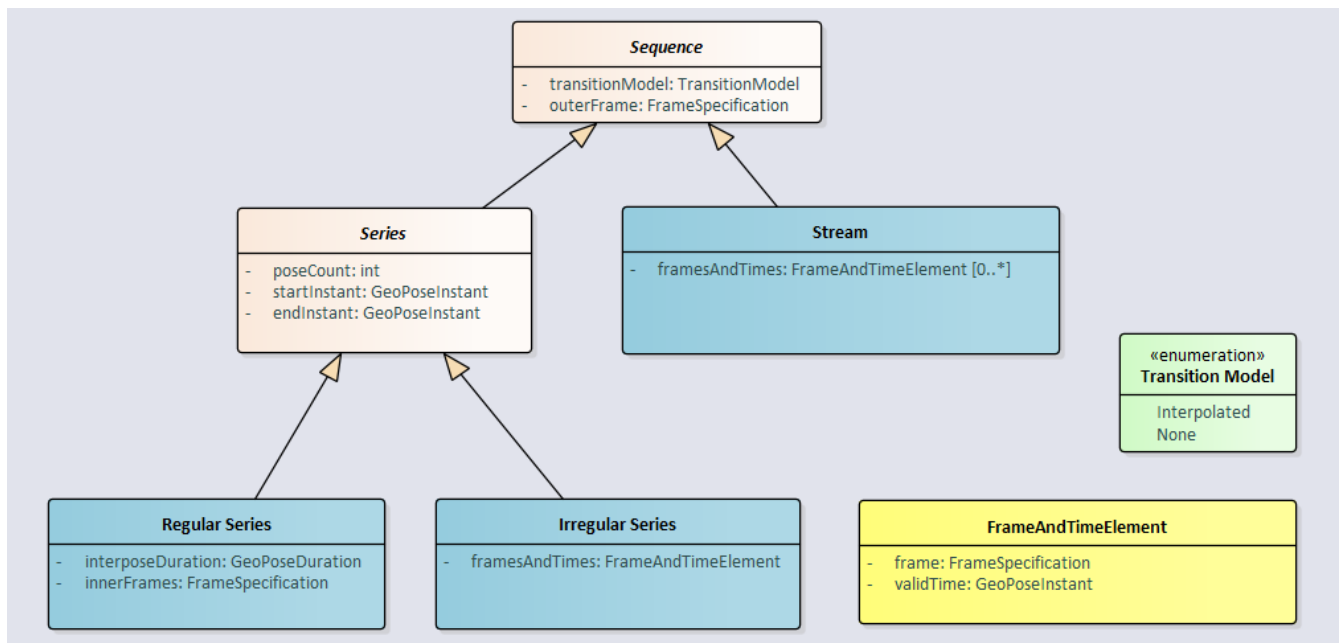 Sequence
- transitionModel: TransitionModel
- outerFrame: FrameSpecification
Series
- poseCount: int
- startInstant: GeoPoseInstant
- endInstant: GeoPoseInstant
Stream
- framesAndTimes: FrameAndTimeElement [0..*]
«enumeration»
Transition Model
Interpolated
None
Regular Series
- interposeDuration: GeoPoseDuration
- innerFrames: FrameSpecification
Irregular Series
- framesAndTimes: FrameAndTimeElement
FrameAndTimeElement
- frame: FrameSpecification
- validTime: GeoPoseInstant